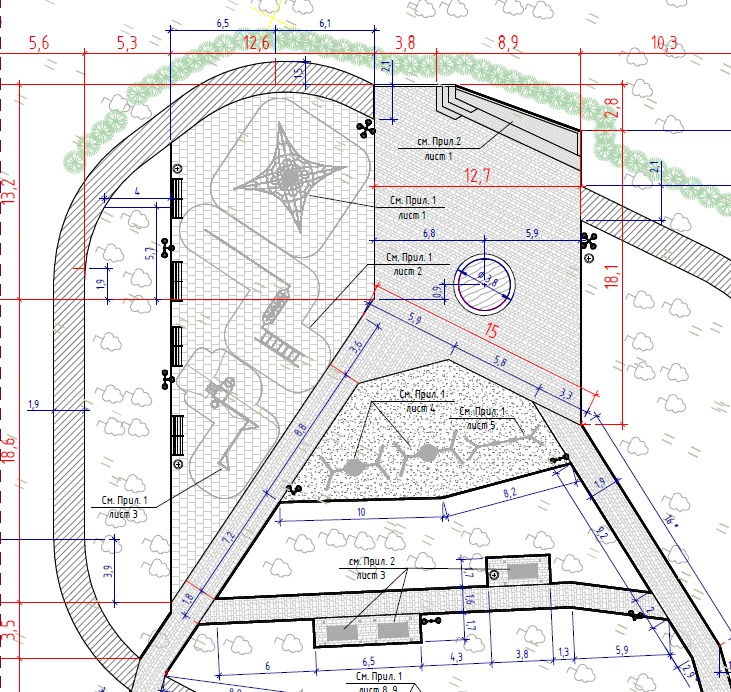 6,5 6,1
5,6 5,3 12,6 3,8 8,9 10,3
1,5 2,1
2,8
см. Прил.2
лист 1
12,7
2,1
13,2
4
См. Прил. 1
лист 1
6,8 5,9
5,7
См. Прил. 1
лист 2
1,9
ø3,8
0,9
18,1
5,9
15
3,6
5,8
3,3
1,9
См. Прил. 1
лист 4
См. Прил. 1
лист 5
8,8
18,6
См. Прил. 1
лист 3
1,9
16*
10
8,2
9,2
7,2
3,9
см. Прил. 2
лист 3
1,7
1,6
1,8
2
1,7
3,5
6 6,5 4,3 3,8 1,3 5,9
2,9
См. Прил. 1
лист 8, 9